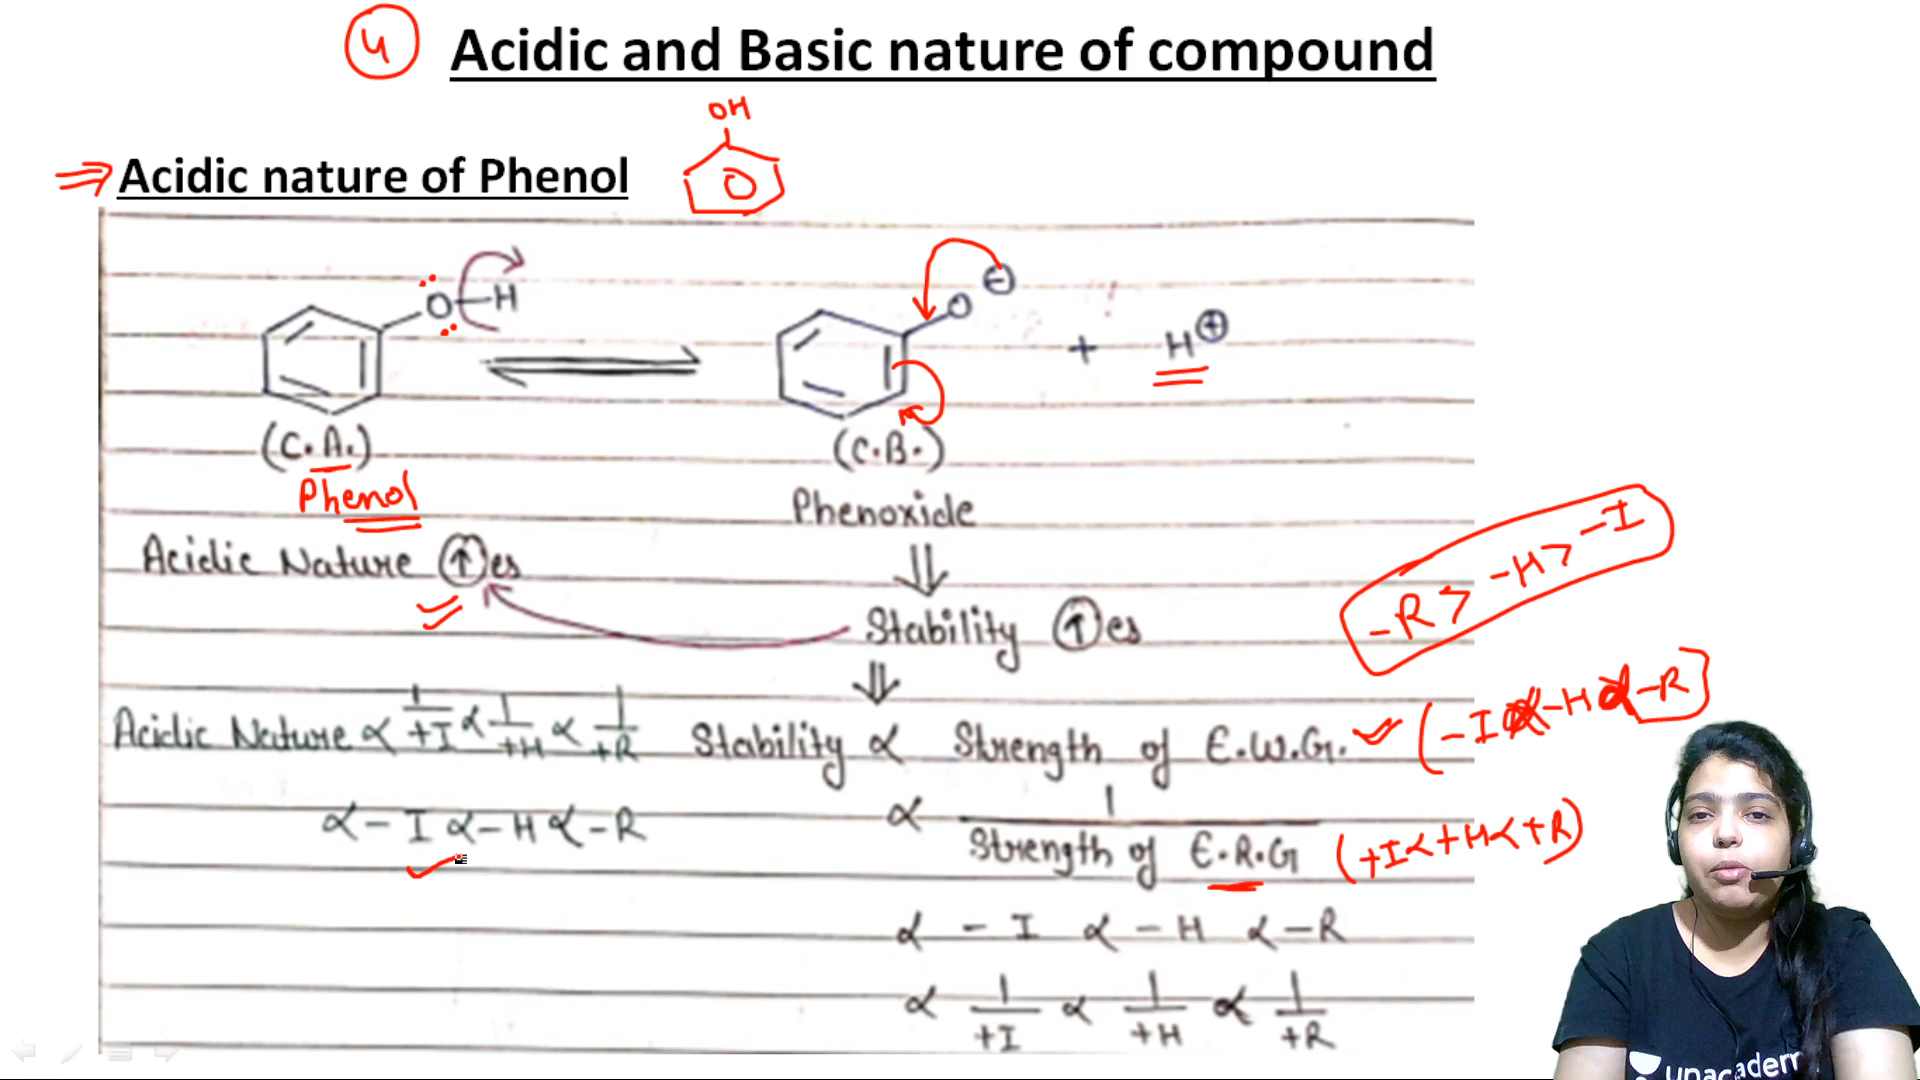 4 Acidic and Basic nature of compound
OH
⇒ Acidic nature of Phenol
O–H
O ⊖
+ H⊕
(C.A.) (C.B.)
Phenol
Phenoxide
-R > -H > -I
Acidic Nature ↑es
Stability ↑es
Acidic Nature ∝ 1/+I ∝ 1/+H ∝ 1/+R
Stability ∝ Strength of E.W.G. (-I ∝ -H ∝ -R)
∝ -I ∝ -H ∝ -R
∝ 1/Strength of E.R.G (+I ∝ +H ∝ +R)
∝ -I ∝ -H ∝ -R
∝ 1/+I ∝ 1/+H ∝ 1/+R
unacadem